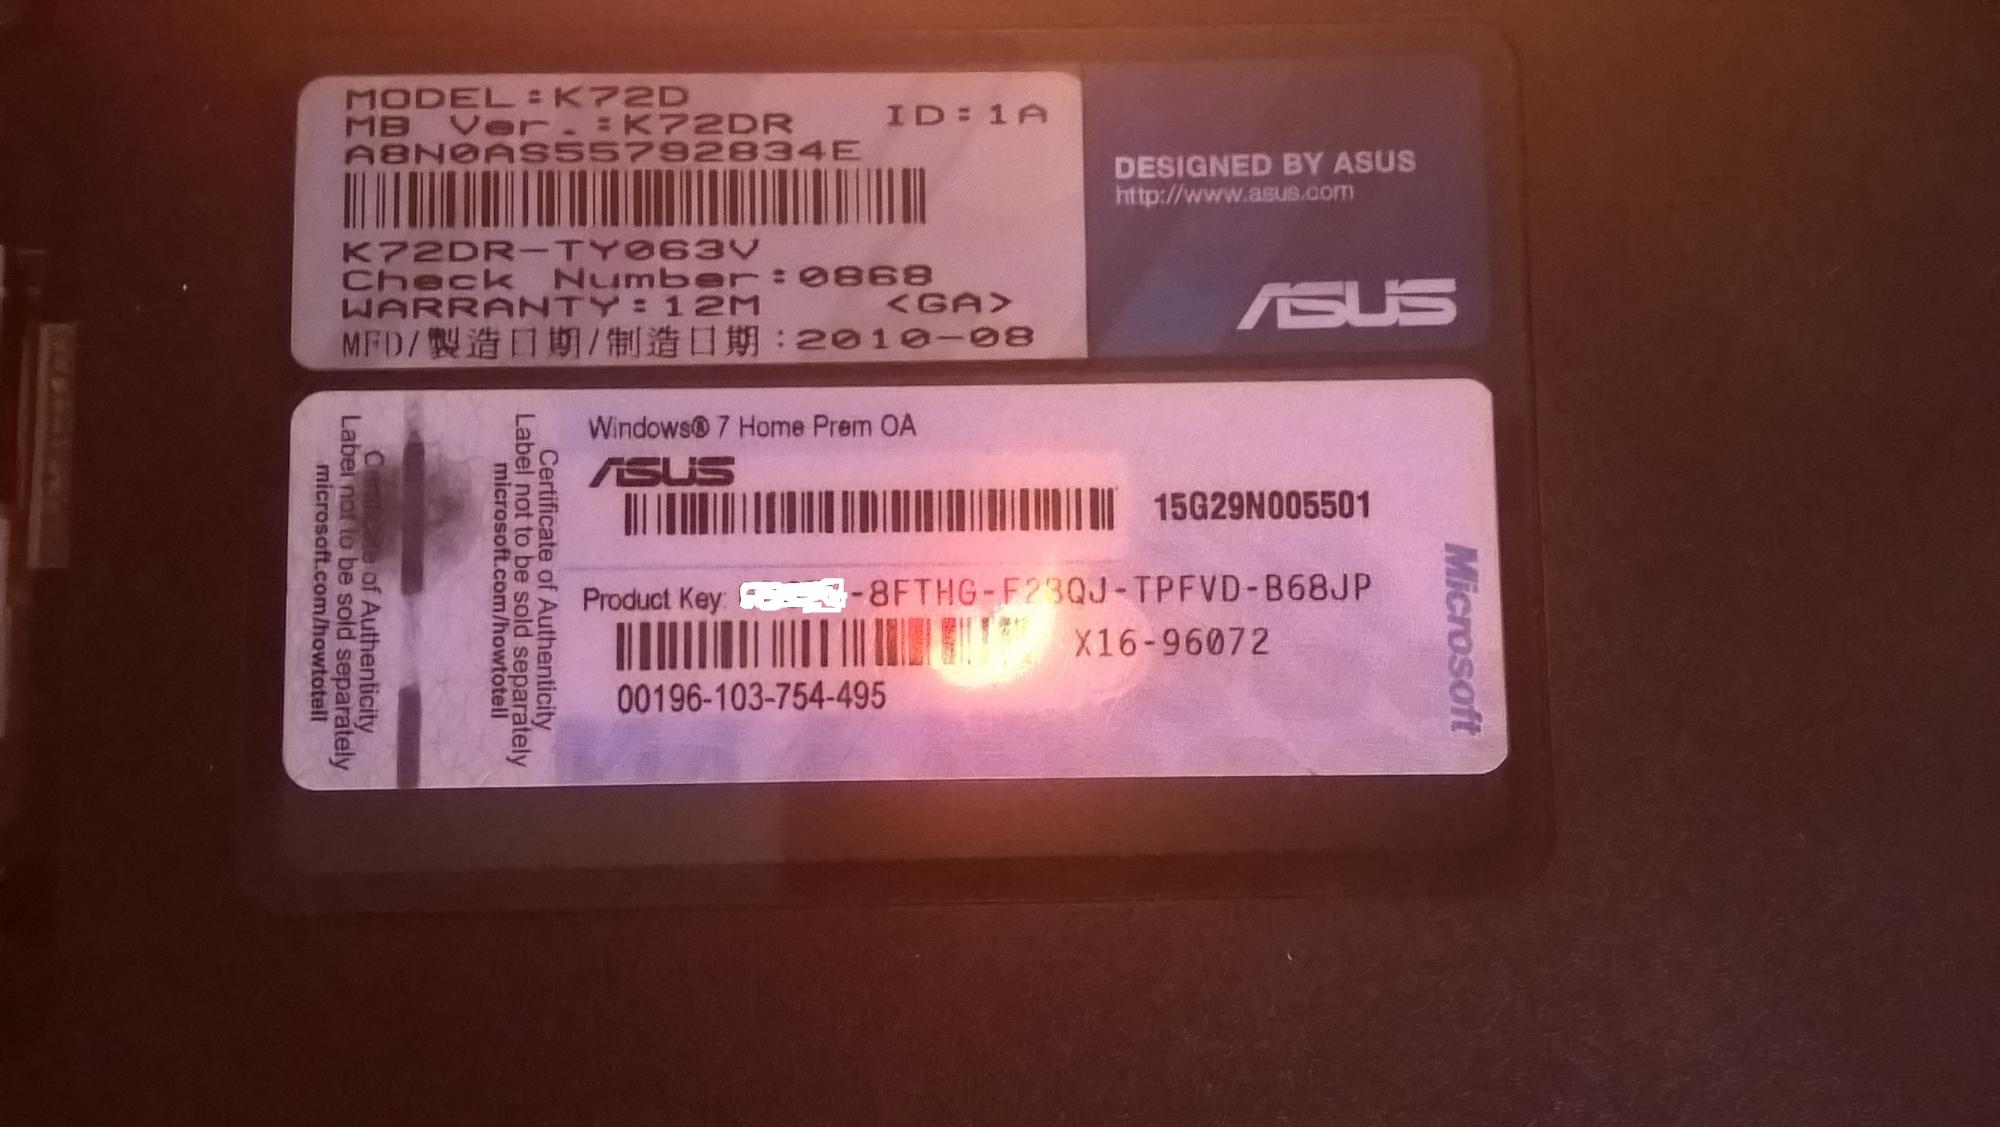 MODEL:K72D
MB Ver.:K72DR ID:1A
A8N0AS55792834E
K72DR-TY063V
Check Number:0868
WARRANTY:12M <GA>
MFD/製造日期/制造日期:2010-08
DESIGNED BY ASUS
http://www.asus.com
ASUS
Certificate of Authenticity
Label not to be sold separately
microsoft.com/howtotell
Certificate of Authenticity
Label not to be sold separately
microsoft.com/howtotell
Windows® 7 Home Prem OA
ASUS
15G29N005501
Product Key: -8FTHG-F23QJ-TPFVD-B68JP
X16-96072
00196-103-754-495
Microsoft